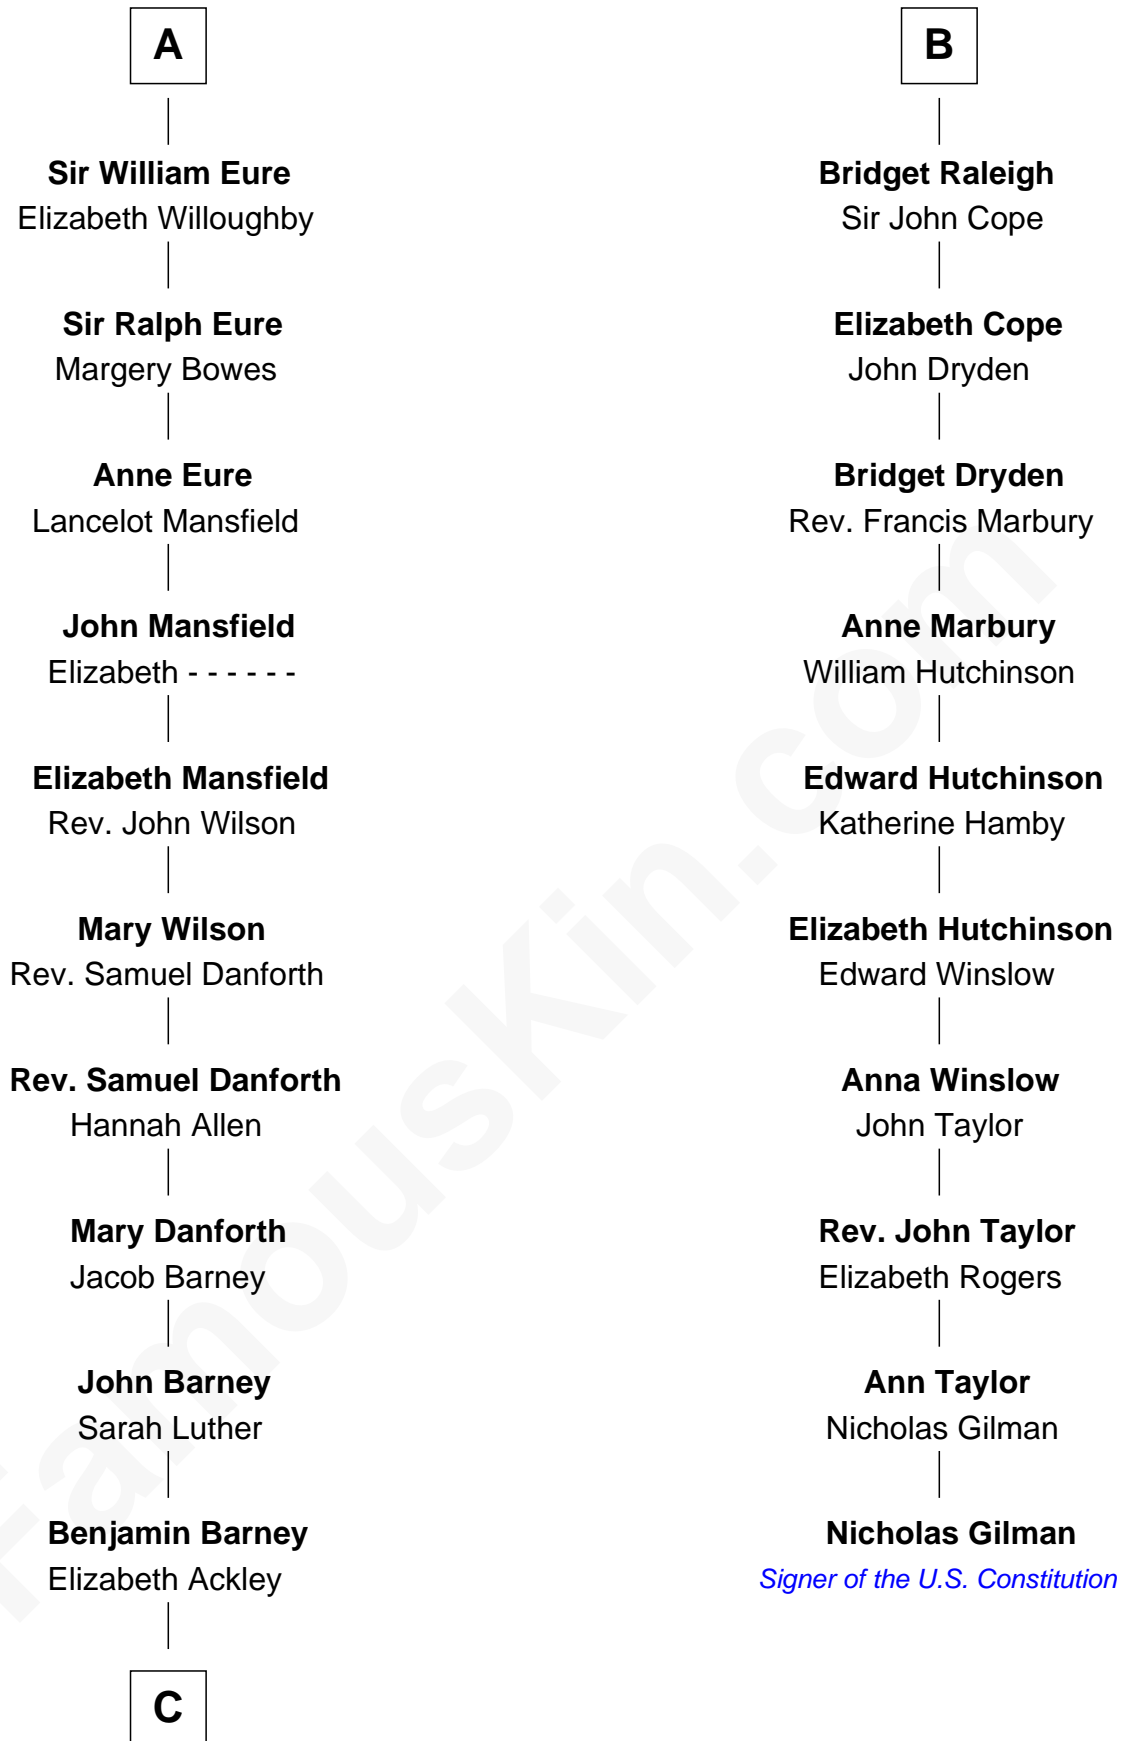 A
Sir William Eure
Elizabeth Willoughby
Sir Ralph Eure
Margery Bowes
Anne Eure
Lancelot Mansfield
John Mansfield
Elizabeth - - - - - -
Elizabeth Mansfield
Rev. John Wilson
Mary Wilson
Rev. Samuel Danforth
Rev. Samuel Danforth
Hannah Allen
Mary Danforth
Jacob Barney
John Barney
Sarah Luther
Benjamin Barney
Elizabeth Ackley
C
B
Bridget Raleigh
Sir John Cope
Elizabeth Cope
John Dryden
Bridget Dryden
Rev. Francis Marbury
Anne Marbury
William Hutchinson
Edward Hutchinson
Katherine Hamby
Elizabeth Hutchinson
Edward Winslow
Anna Winslow
John Taylor
Rev. John Taylor
Elizabeth Rogers
Ann Taylor
Nicholas Gilman
Nicholas Gilman
Signer of the U.S. Constitution
FamousKin.com